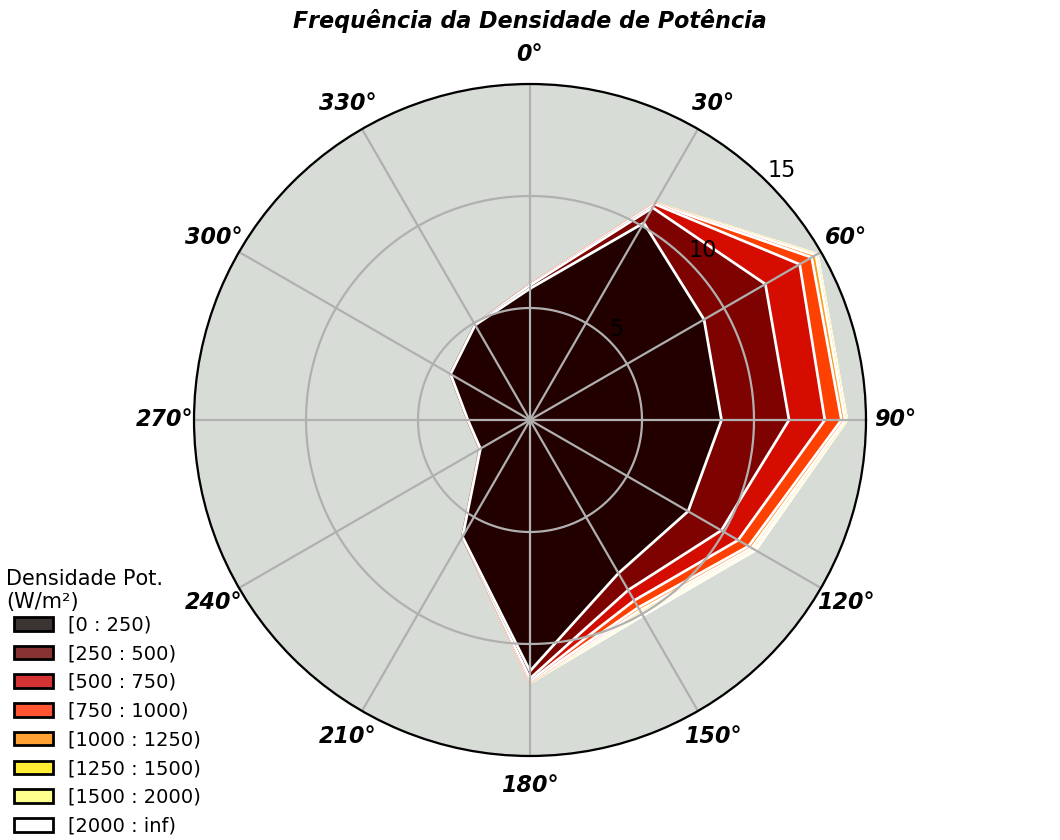 Frequência da Densidade de Potência
0°
30°
60°
90°
120°
150°
180°
210°
240°
270°
300°
330°
5
10
15
Densidade Pot.
(W/m²)
[0 : 250)
[250 : 500)
[500 : 750)
[750 : 1000)
[1000 : 1250)
[1250 : 1500)
[1500 : 2000)
[2000 : inf)